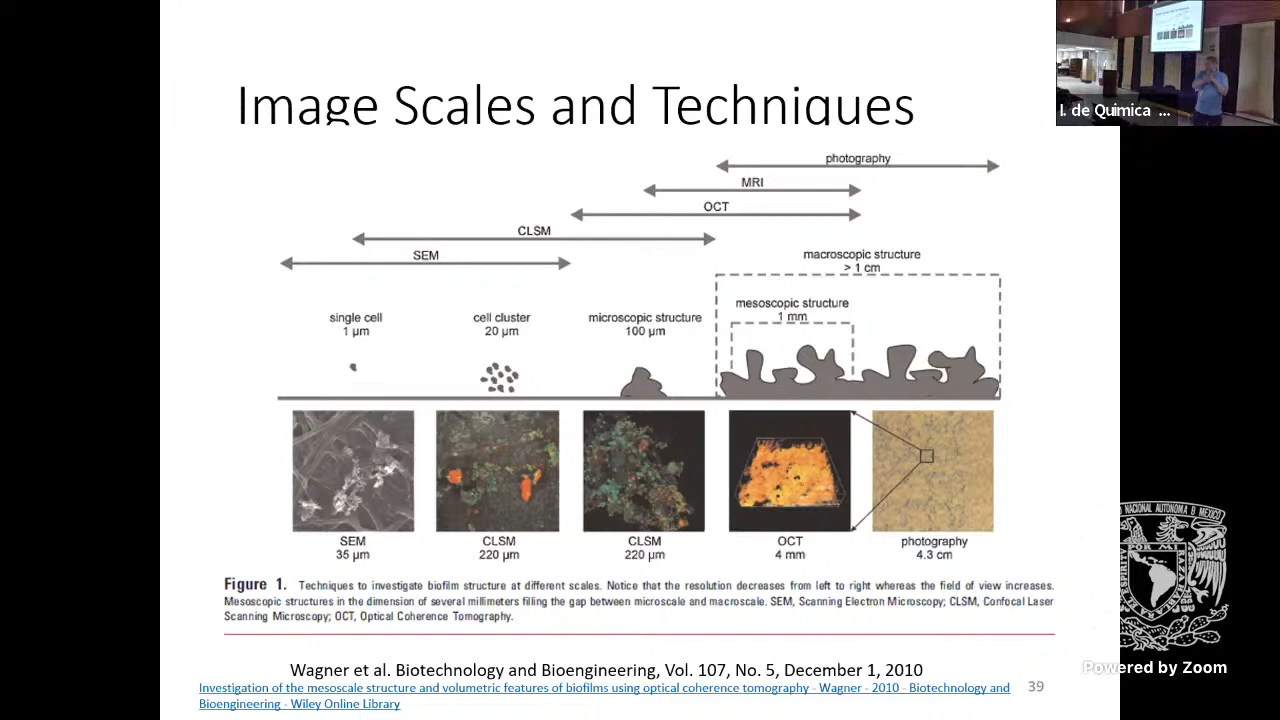 Image Scales and Techniques
I. de Quimica ...
photography
MRI
OCT
CLSM
SEM
macroscopic structure
> 1 cm
mesoscopic structure
1 mm
single cell
1 µm
cell cluster
20 µm
microscopic structure
100 µm
SEM
35 µm
CLSM
220 µm
CLSM
220 µm
OCT
4 mm
photography
4.3 cm
Figure 1. Techniques to investigate biofilm structure at different scales. Notice that the resolution decreases from left to right whereas the field of view increases.
Mesoscopic structures in the dimension of several millimeters filling the gap between microscale and macroscale. SEM, Scanning Electron Microscopy; CLSM, Confocal Laser
Scanning Microscopy; OCT, Optical Coherence Tomography.
Wagner et al. Biotechnology and Bioengineering, Vol. 107, No. 5, December 1, 2010
Investigation of the mesoscale structure and volumetric features of biofilms using optical coherence tomography - Wagner - 2010 - Biotechnology and
Bioengineering - Wiley Online Library
39
Powered by Zoom